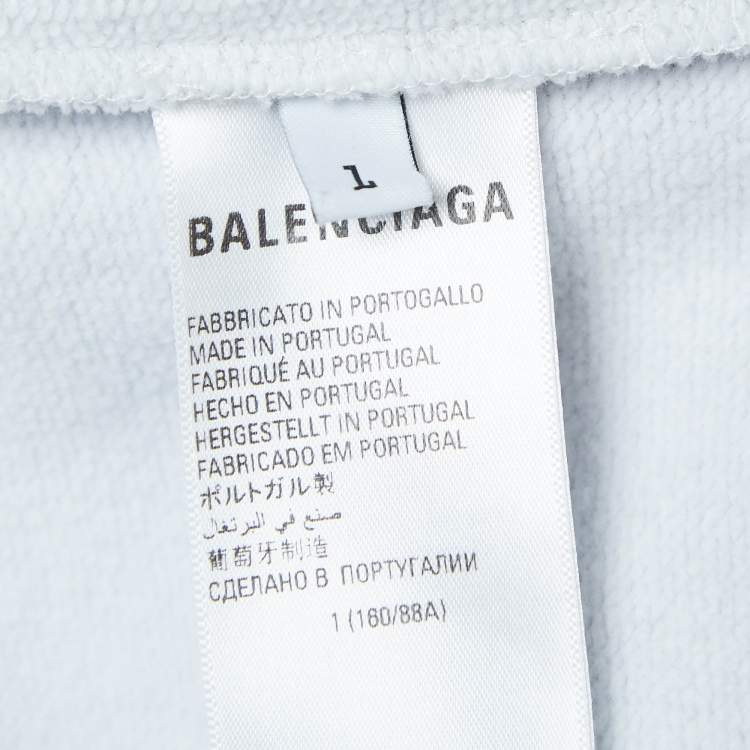 1
BALENCIAGA
FABBRICATO IN PORTOGALLO
MADE IN PORTUGAL
FABRIQUÉ AU PORTUGAL
HECHO EN PORTUGAL
HERGESTELLT IN PORTUGAL
FABRICADO EM PORTUGAL
ポルトガル製
صنع في البرتغال
葡萄牙制造
СДЕЛАНО В ПОРТУГАЛИИ
1 (160/88A)